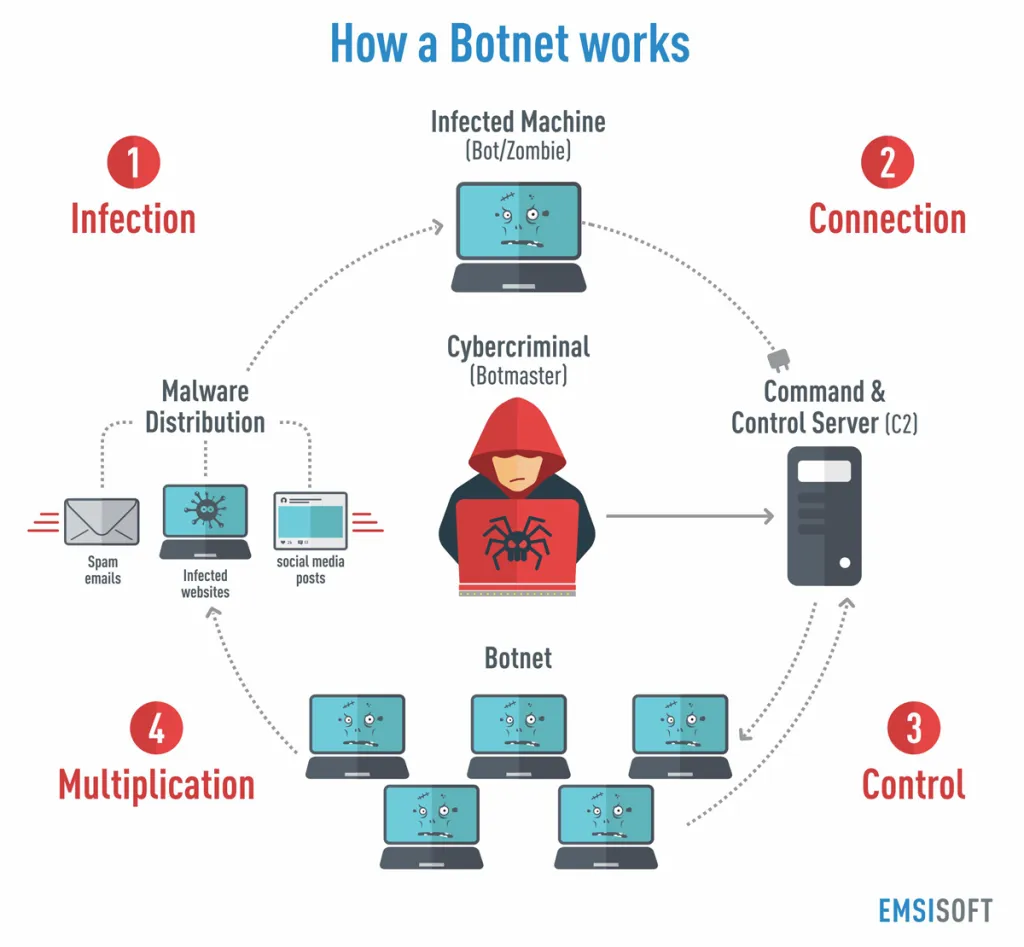 How a Botnet works
1
Infection
Infected Machine
(Bot/Zombie)
2
Connection
Malware
Distribution
Spam
emails
Infected
websites
social media
posts
Cybercriminal
(Botmaster)
Command &
Control Server (C2)
Botnet
4
Multiplication
3
Control
EMSISOFT